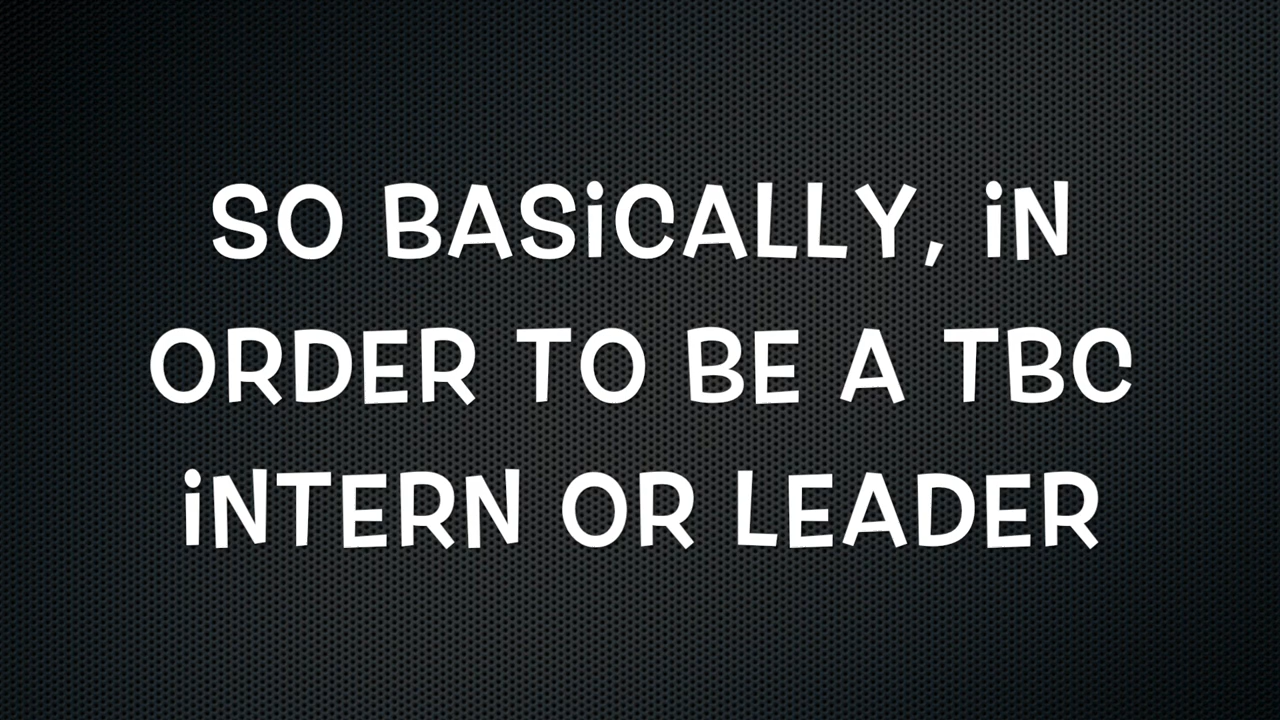 SO BASiCALLY, iN
ORDER TO BE A TBC
iNTERN OR LEADER